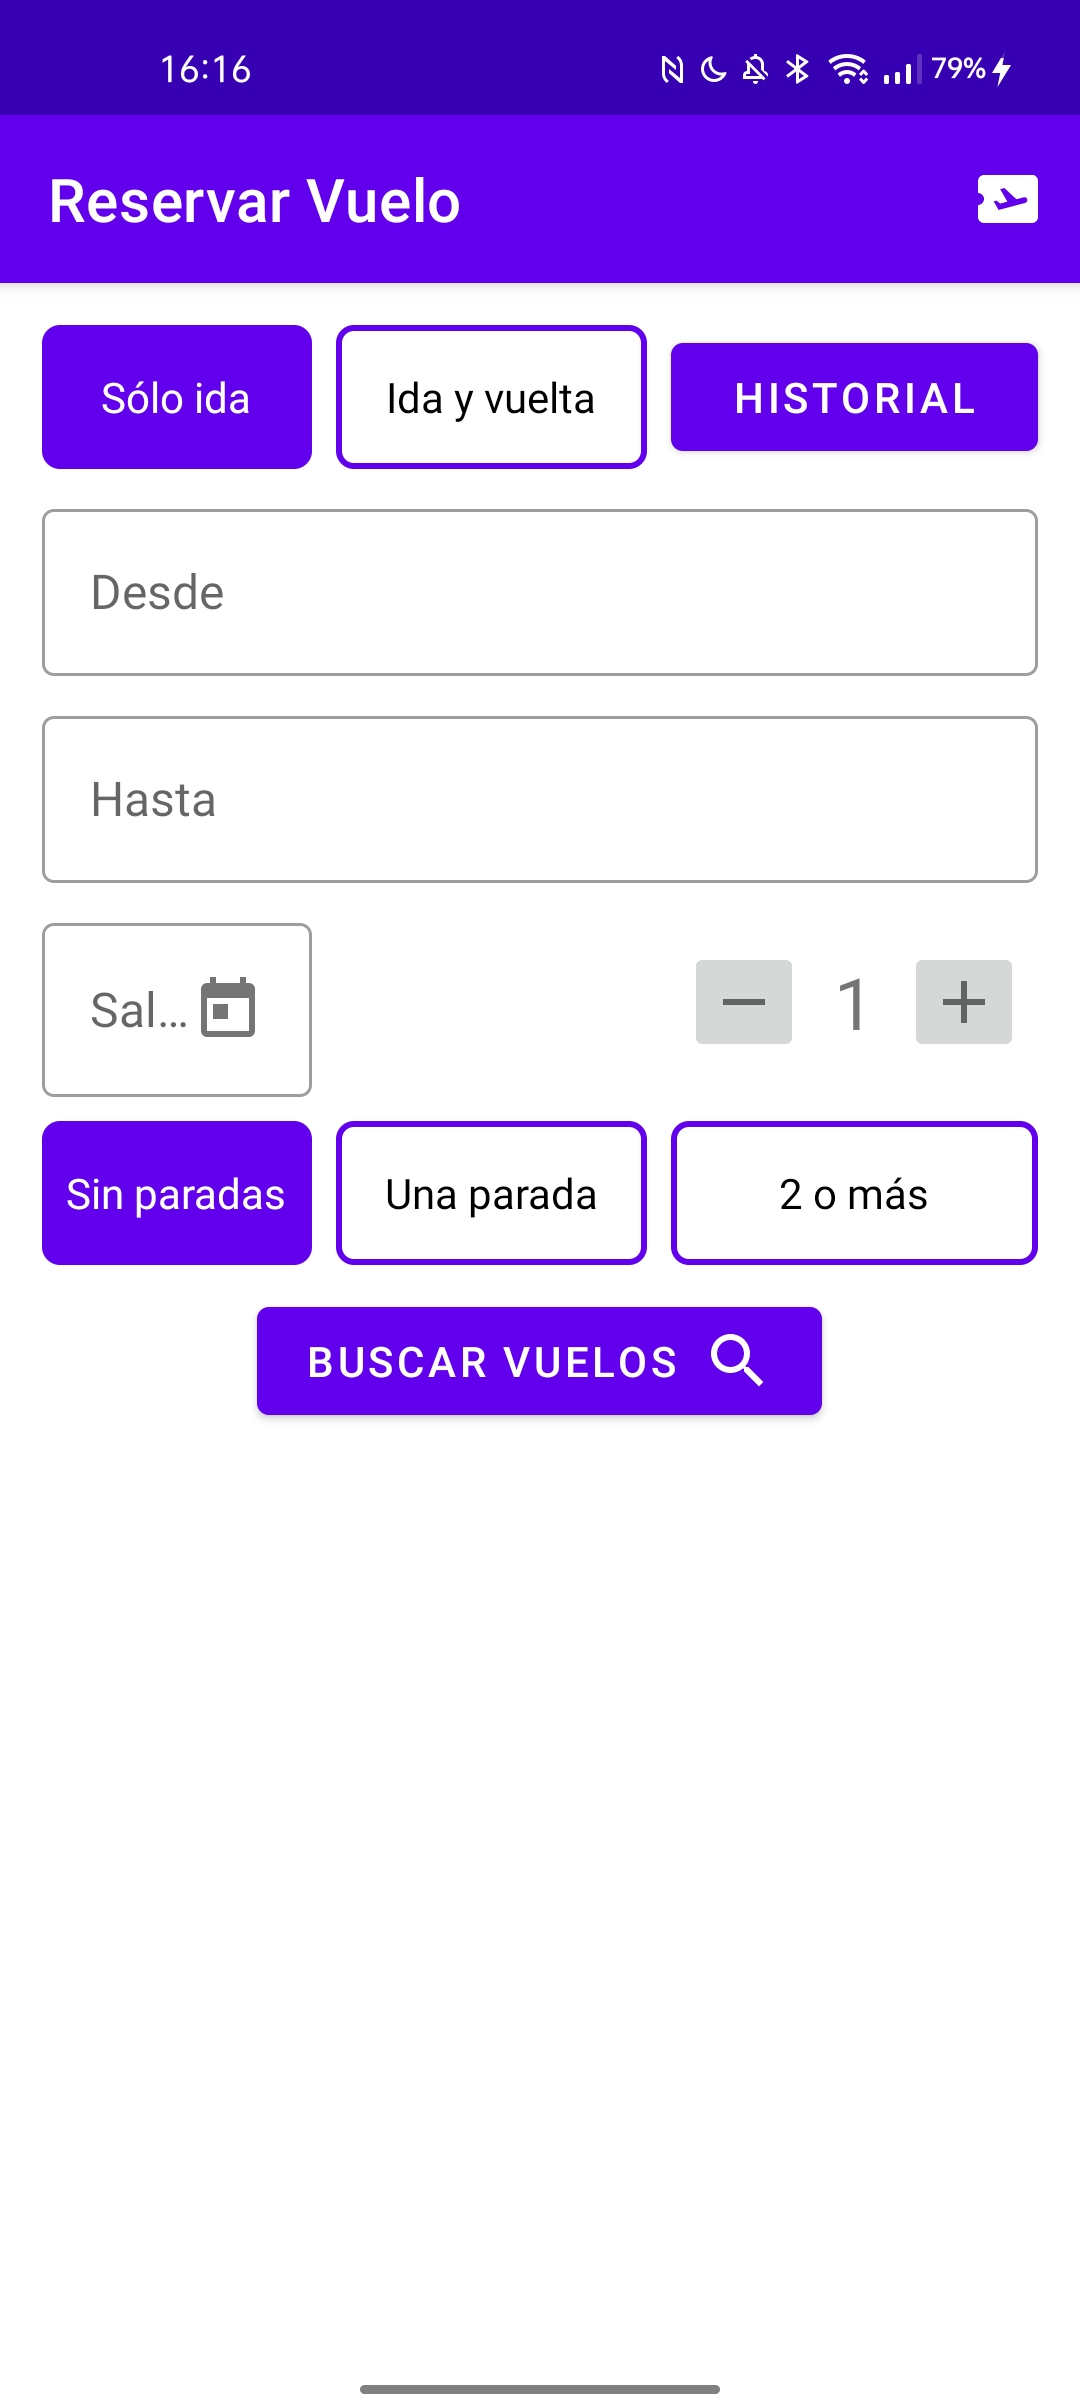 16:16 79%
Reservar Vuelo
Sólo ida Ida y vuelta HISTORIAL
Desde
Hasta
Sal... 1
Sin paradas Una parada 2 o más
BUSCAR VUELOS